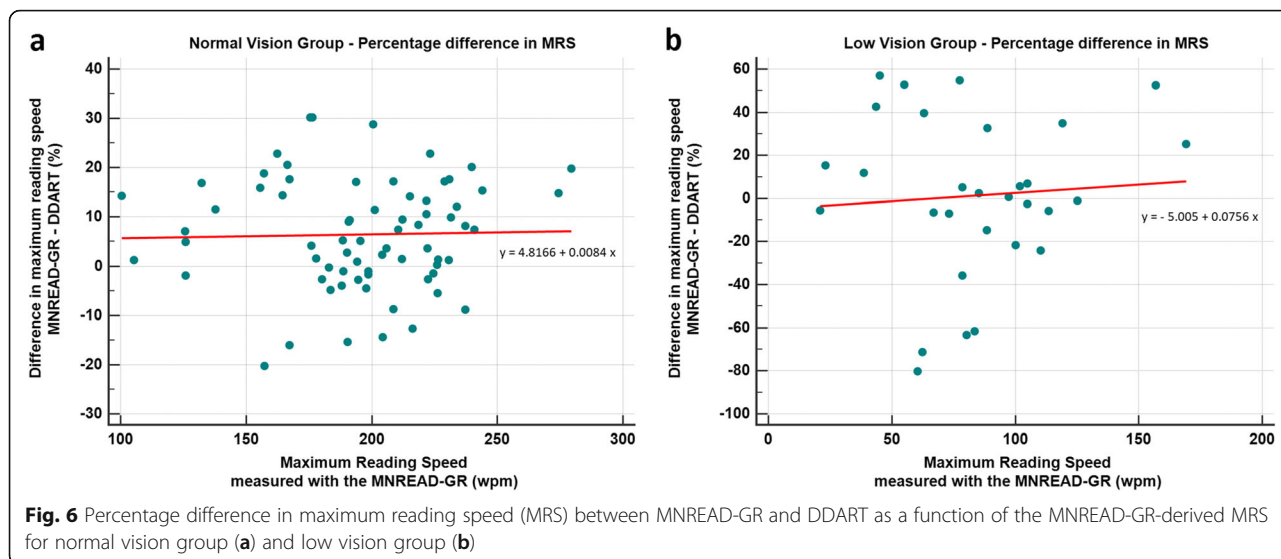 a
Normal Vision Group - Percentage difference in MRS
Difference in maximum reading speed
MNREAD-GR - DDART (%)
40
30
20
10
0
-10
-20
-30
100
150
200
250
300
y = 4.8166 + 0.0084 x
Maximum Reading Speed
measured with the MNREAD-GR (wpm)
b
Low Vision Group - Percentage difference in MRS
Difference in maximum reading speed
MNREAD-GR - DDART (%)
60
40
20
0
-20
-40
-60
-80
-100
0
50
100
150
200
y = - 5.005 + 0.0756 x
Maximum Reading Speed
measured with the MNREAD-GR (wpm)
Fig. 6 Percentage difference in maximum reading speed (MRS) between MNREAD-GR and DDART as a function of the MNREAD-GR-derived MRS
for normal vision group (a) and low vision group (b)